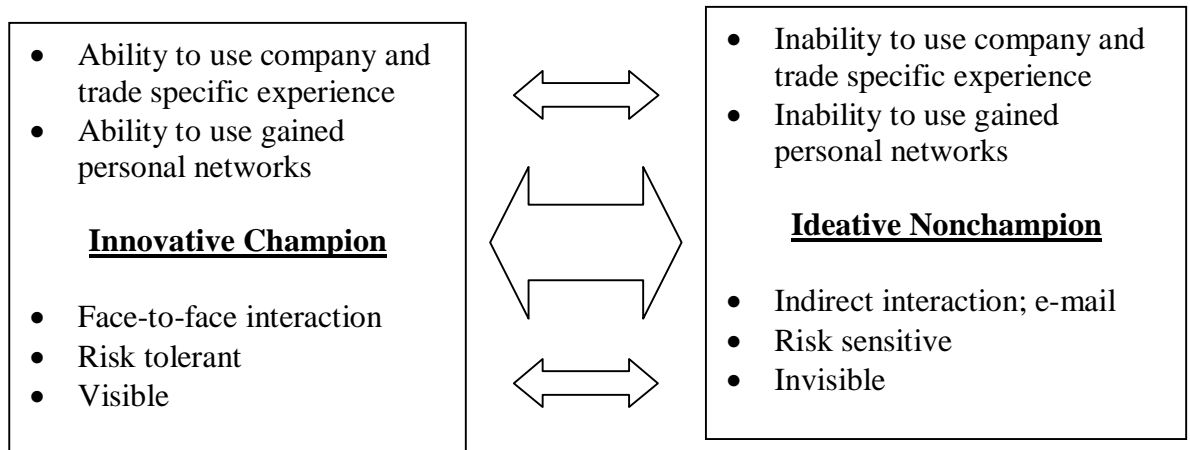 • Ability to use company and
trade specific experience
• Ability to use gained
personal networks
Innovative Champion
• Face-to-face interaction
• Risk tolerant
• Visible
• Inability to use company and
trade specific experience
• Inability to use gained
personal networks
Ideative Nonchampion
• Indirect interaction; e-mail
• Risk sensitive
• Invisible